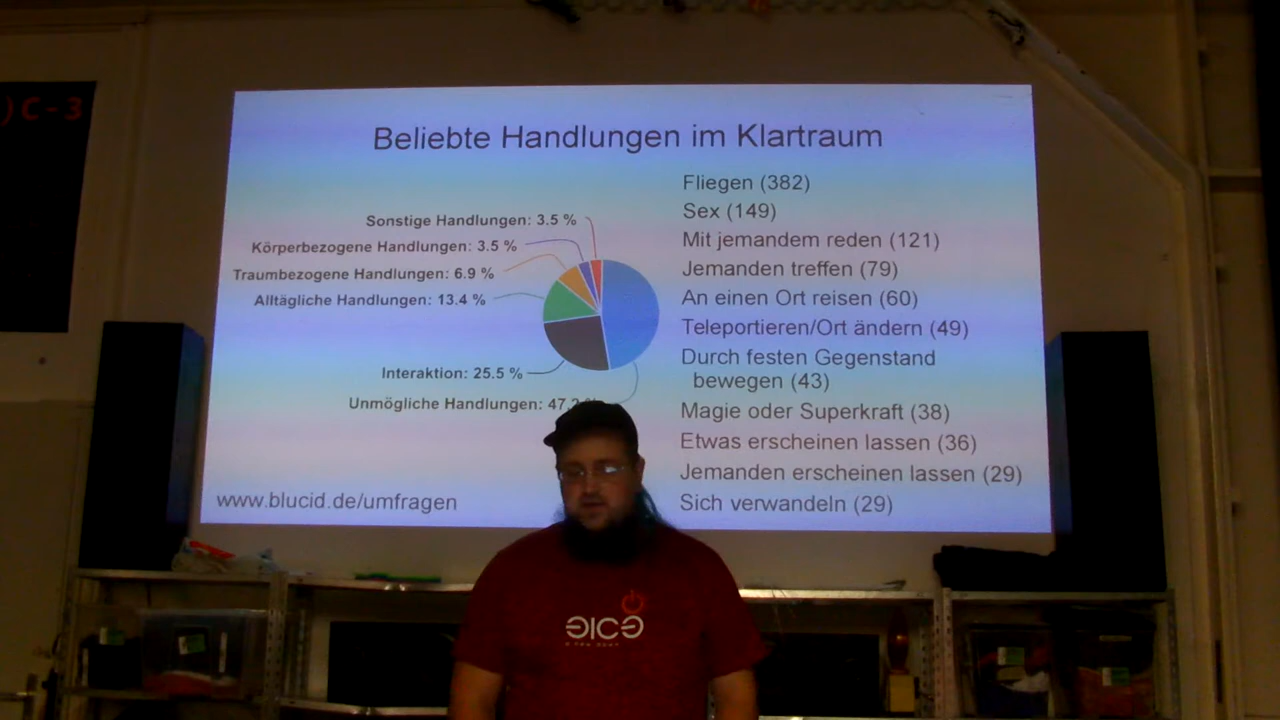 )C-3
Beliebte Handlungen im Klartraum
Sonstige Handlungen: 3.5 %
Körperbezogene Handlungen: 3.5 %
Traumbezogene Handlungen: 6.9 %
Alltägliche Handlungen: 13.4 %
Interaktion: 25.5 %
Unmögliche Handlungen: 47.2 %
Fliegen (382)
Sex (149)
Mit jemandem reden (121)
Jemanden treffen (79)
An einen Ort reisen (60)
Teleportieren/Ort ändern (49)
Durch festen Gegenstand
bewegen (43)
Magie oder Superkraft (38)
Etwas erscheinen lassen (36)
Jemanden erscheinen lassen (29)
Sich verwandeln (29)
www.blucid.de/umfragen